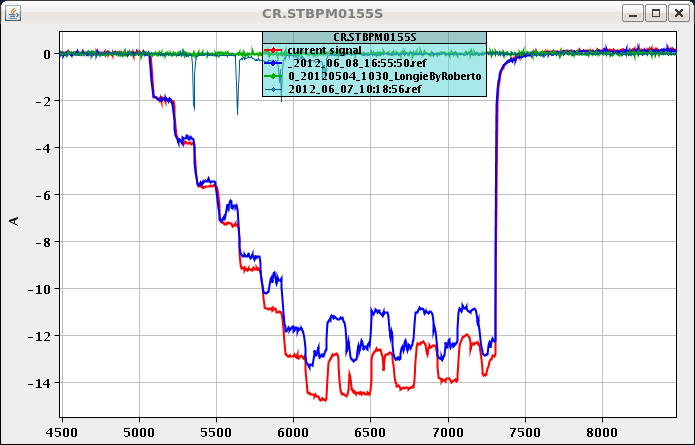 CR.STBPM0155S
CR.STBPM0155S
current signal
_2012_06_08_16:55:50.ref
0_20120504_1030_LongieByRoberto
2012_06_07_10:18:56.ref
0
-2
-4
-6
-8
-10
-12
-14
A
4500 5000 5500 6000 6500 7000 7500 8000